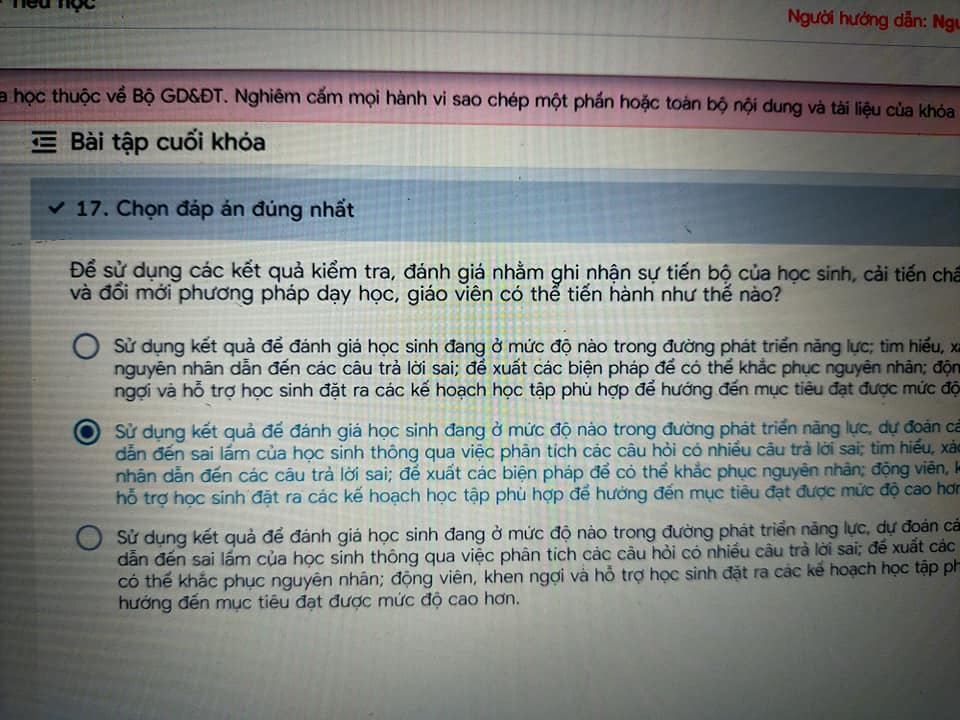 Tiểu học
Người hướng dẫn:
học thuộc về Bộ GD&ĐT. Nghiêm cấm mọi hành vi sao chép một phần hoặc toàn bộ nội dung và tài liệu của khóa
Bài tập cuối khóa
17. Chọn đáp án đúng nhất
Để sử dụng các kết quả kiểm tra, đánh giá nhằm ghi nhận sự tiến bộ của học sinh, cải tiến
và đổi mới phương pháp dạy học, giáo viên có thể tiến hành như thế nào?
Sử dụng kết quả để đánh giá học sinh đang ở mức độ nào trong đường phát triển năng lực; tìm hiểu,
nguyên nhân dẫn đến các câu trả lời sai; đề xuất các biện pháp để có thể khắc phục nguyên nhân;
ngợi và hỗ trợ học sinh đặt ra các kế hoạch học tập phù hợp để hướng đến mục tiêu đạt được mức độ
Sử dụng kết quả để đánh giá học sinh đang ở mức độ nào trong đường phát triển năng lực, dự đoán
dẫn đến sai lầm của học sinh thông qua việc phân tích các câu hỏi có nhiều câu trả lời sai; tìm hiểu,
nhân dẫn đến các câu trả lời sai; đề xuất các biện pháp để có thể khắc phục nguyên nhân; động viên,
hỗ trợ học sinh đặt ra các kế hoạch học tập phù hợp để hướng đến mục tiêu đạt được mức độ cao hơn
Sử dụng kết quả để đánh giá học sinh đang ở mức độ nào trong đường phát triển năng lực, dự đoán
dẫn đến sai lầm của học sinh thông qua việc phân tích các câu hỏi có nhiều câu trả lời sai; đề xuất các
có thể khắc phục nguyên nhân; động viên, khen ngợi và hỗ trợ học sinh đặt ra các kế hoạch học tập
hướng đến mục tiêu đạt được mức độ cao hơn.